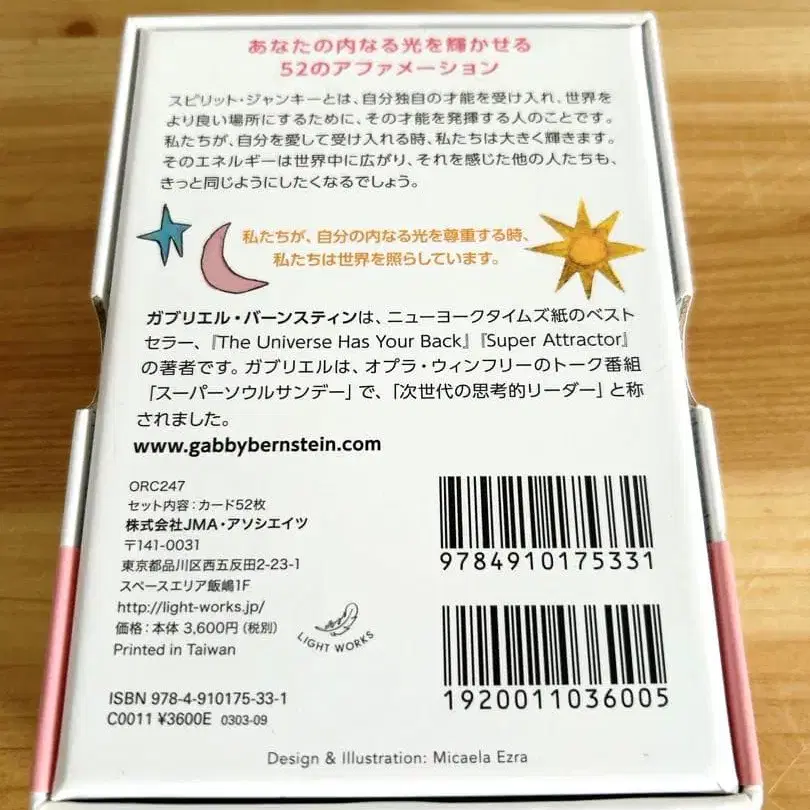 あなたの内なる光を輝かせる
52のアファメーション
スピリット・ジャンキーとは、自分独自の才能を受け入れ、世界を
より良い場所にするために、その才能を発揮する人のことです。
私たちが、自分を愛して受け入れる時、私たちは大きく輝きます。
そのエネルギーは世界中に広がり、それを感じた他の人たちも、
きっと同じようにしたくなるでしょう。
私たちが、自分の内なる光を尊重する時、
私たちは世界を照らしています。
ガブリエル・バーンスティンは、ニューヨークタイムズ紙のベスト
セラー、『The Universe Has Your Back』『Super Attractor』
の著者です。ガブリエルは、オプラ・ウィンフリーのトーク番組
「スーパーソウルサンデー」で、「次世代の思考的リーダー」と称
されました。
www.gabbybernstein.com
ORC247
セット内容:カード52枚
株式会社JMA・アソシエイツ
〒141-0031
東京都品川区西五反田2-23-1
スペースエリア飯嶋1F
http://light-works.jp/
価格:本体 3,600円(税別)
Printed in Taiwan
LIGHT WORKS
9784910175331
1920011036005
ISBN 978-4-910175-33-1
C0011 ¥3600E 0303-09
Design & Illustration: Micaela Ezra